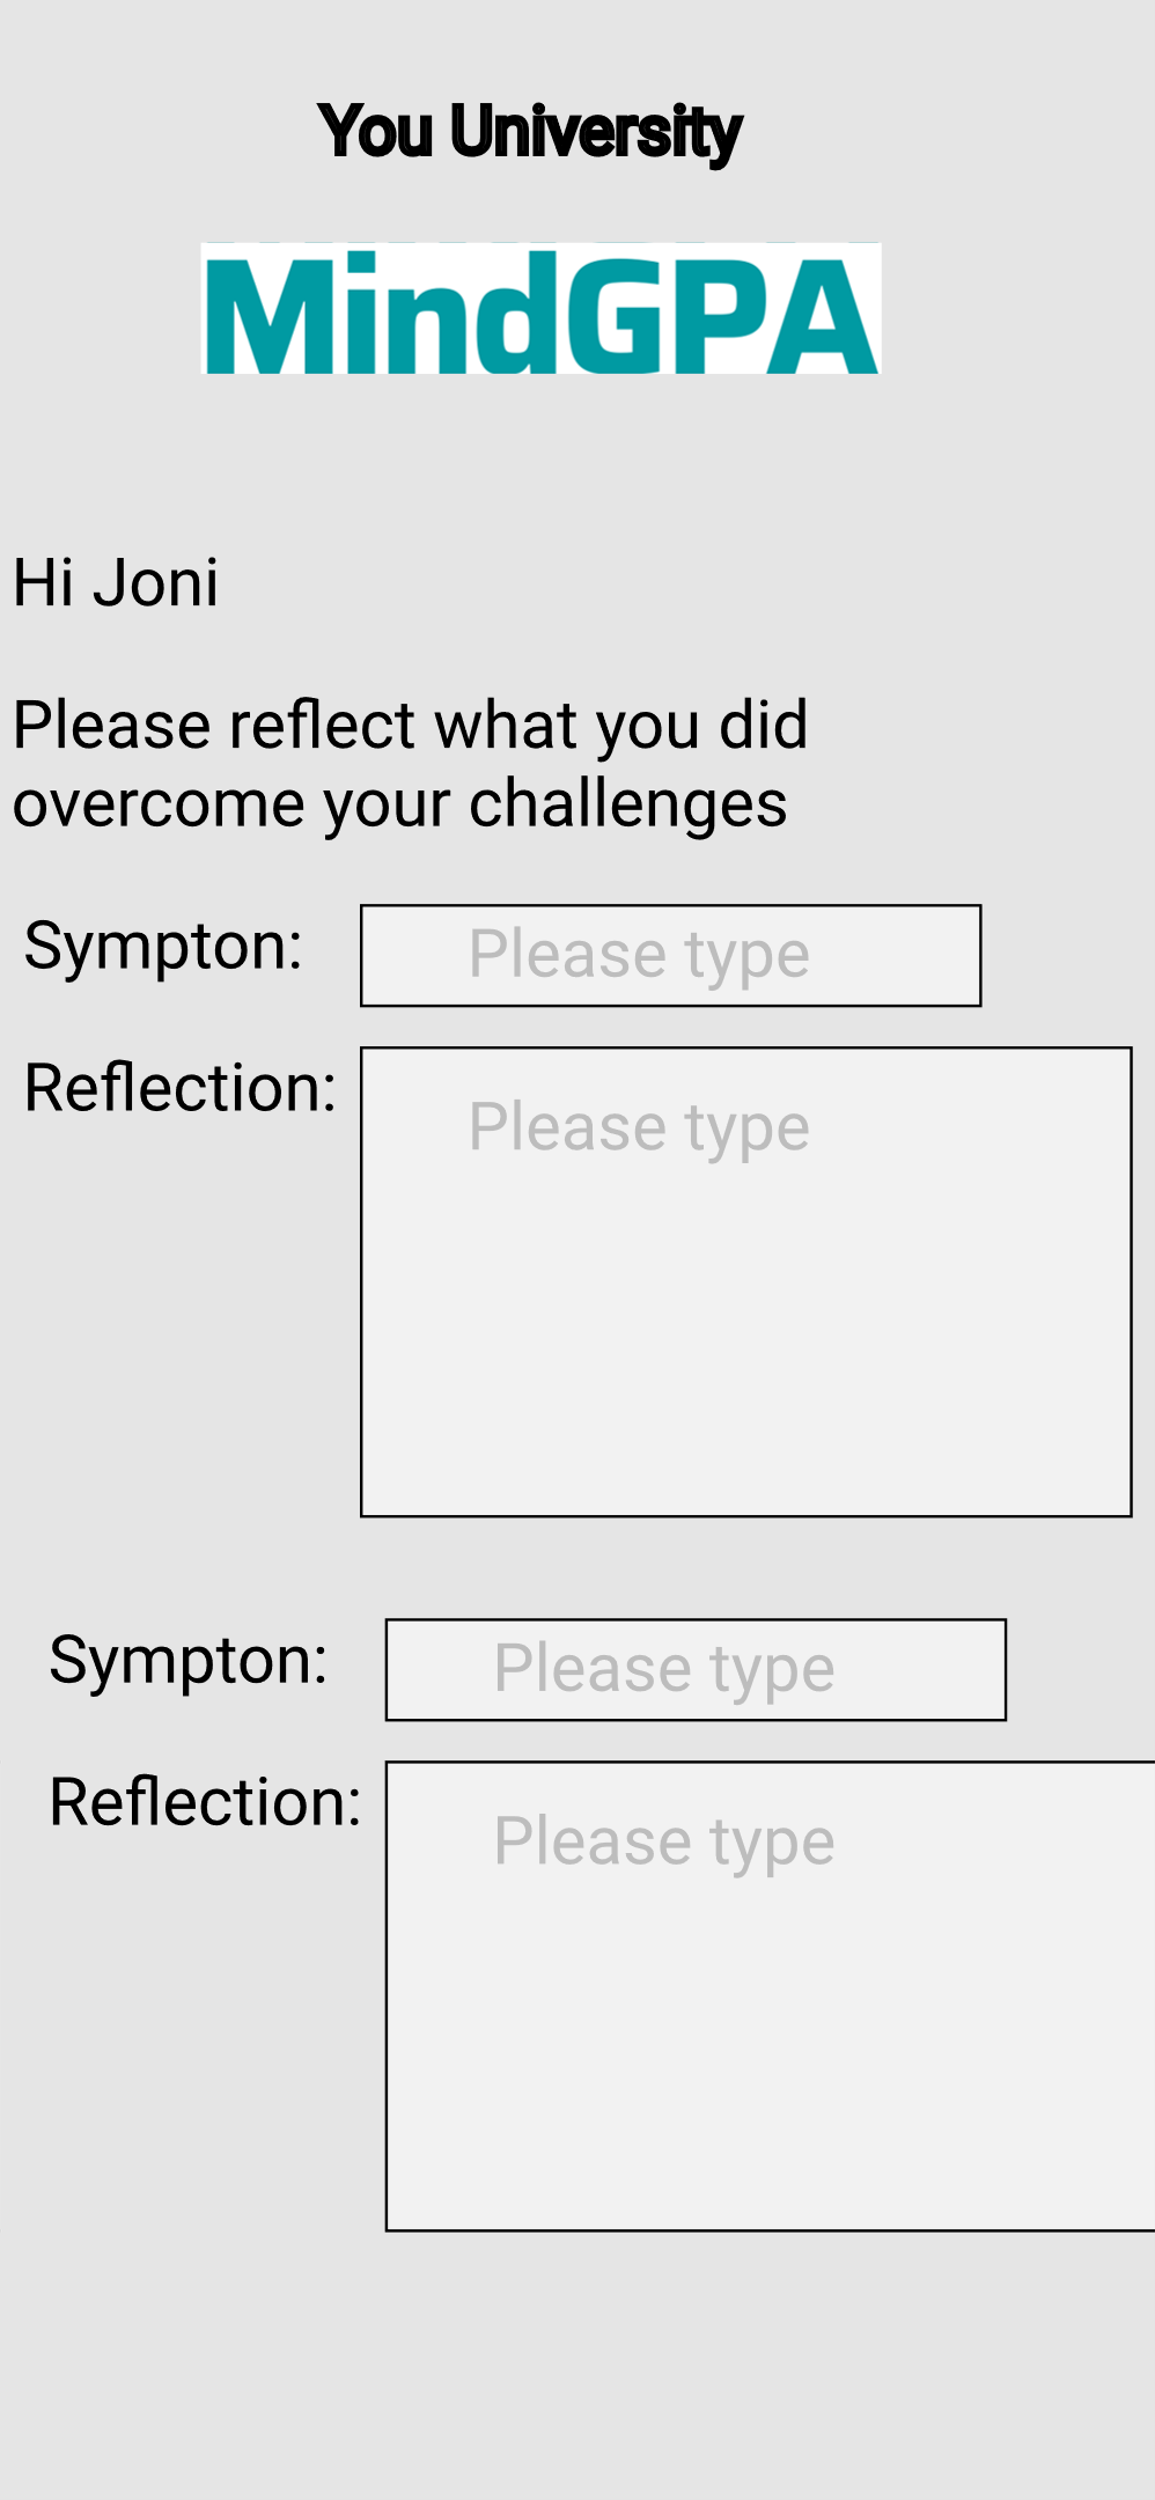 You University
MindGPA
Hi Joni
Please reflect what you did
overcome your challenges
Sympton:
Please type
Reflection:
Please type
Sympton:
Please type
Reflection:
Please type